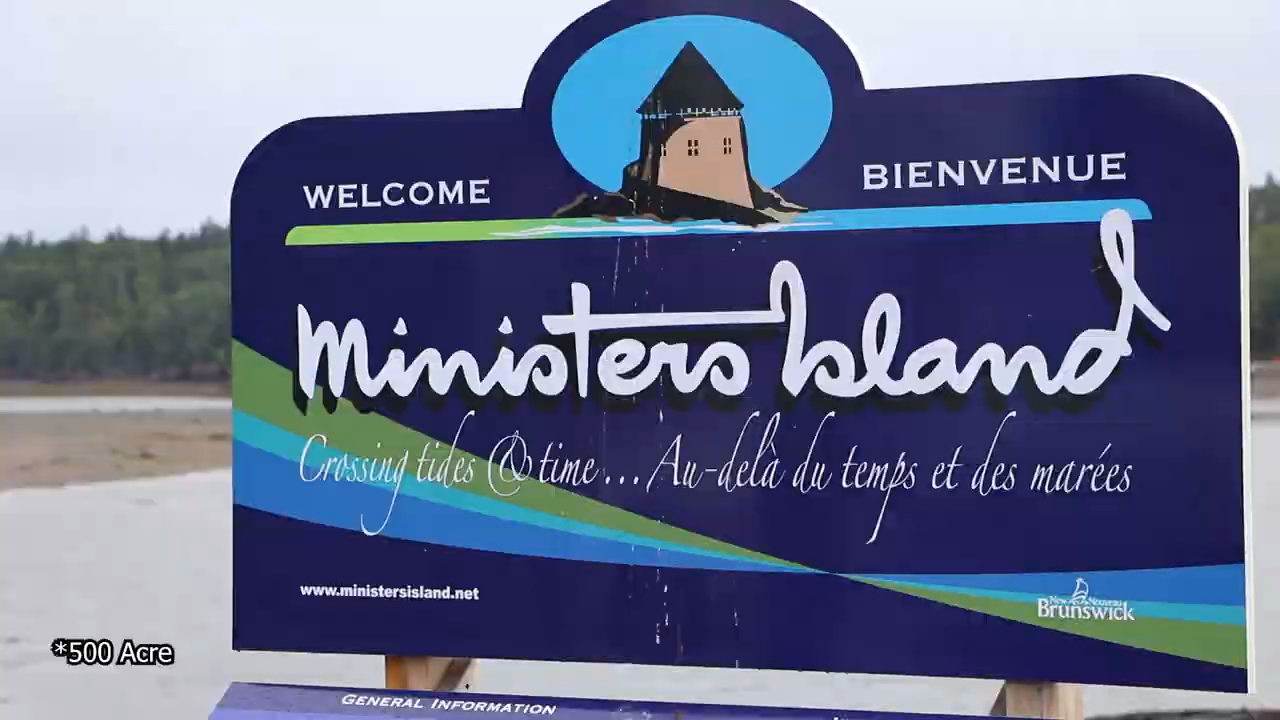 WELCOME BIENVENUE
Ministers Island
Crossing tides & time... Au-delà du temps et des marées
www.ministersisland.net
New Nouveau
Brunswick
*500 Acre
GENERAL INFORMATION